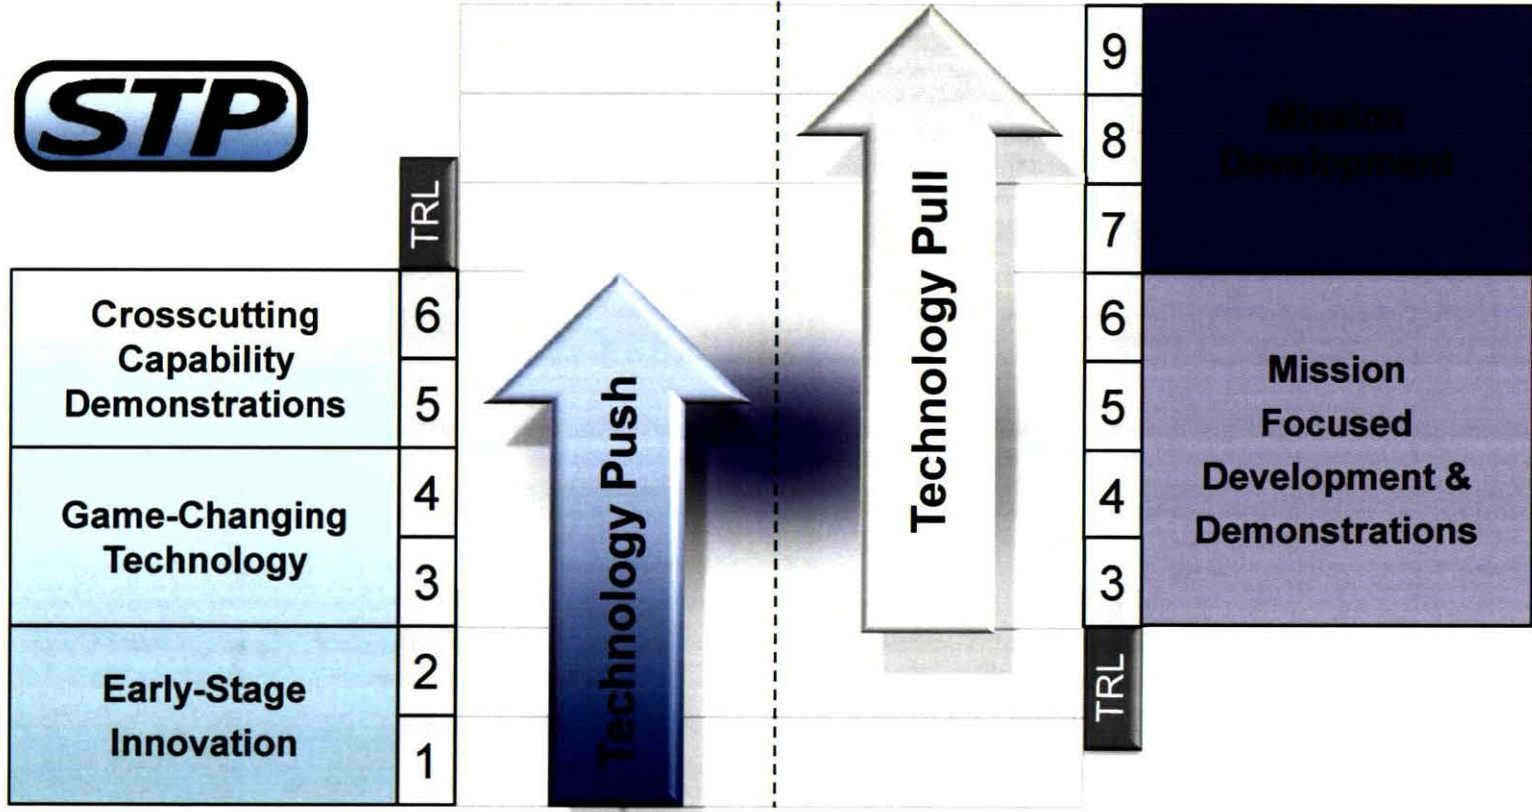 STP
TRL
6
5
4
3
2
1
Crosscutting
Capability
Demonstrations
Game-Changing
Technology
Early-Stage
Innovation
Technology Push
Technology Pull
9
8
7
6
5
4
3
TRL
Mission
Development
Mission
Focused
Development &
Demonstrations